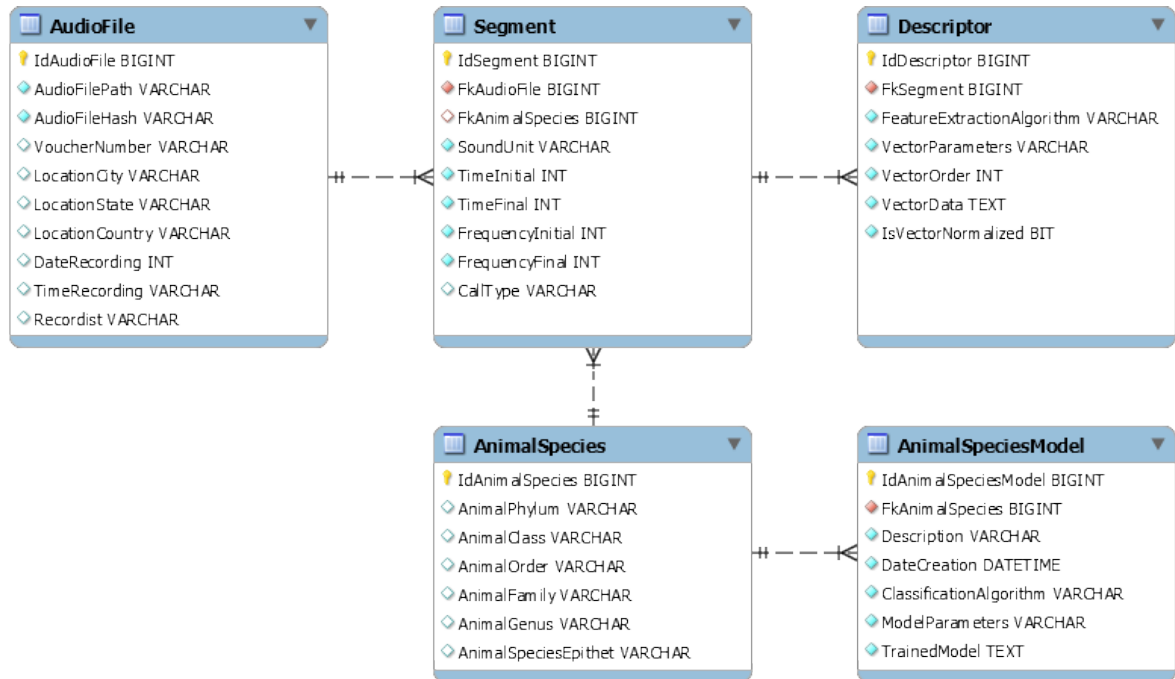 AudioFile
IdAudioFile BIGINT
AudioFilePath VARCHAR
AudioFileHash VARCHAR
VoucherNumber VARCHAR
LocationCity VARCHAR
LocationState VARCHAR
LocationCountry VARCHAR
DateRecording INT
TimeRecording VARCHAR
Recordist VARCHAR
Segment
IdSegment BIGINT
FkAudioFile BIGINT
FkAnimalSpecies BIGINT
SoundUnit VARCHAR
TimeInitial INT
TimeFinal INT
FrequencyInitial INT
FrequencyFinal INT
CallType VARCHAR
Descriptor
IdDescriptor BIGINT
FkSegment BIGINT
FeatureExtractionAlgorithm VARCHAR
VectorParameters VARCHAR
VectorOrder INT
VectorData TEXT
IsVectorNormalized BIT
AnimalSpecies
IdAnimalSpecies BIGINT
AnimalPhylum VARCHAR
AnimalClass VARCHAR
AnimalOrder VARCHAR
AnimalFamily VARCHAR
AnimalGenus VARCHAR
AnimalSpeciesEpithet VARCHAR
AnimalSpeciesModel
IdAnimalSpeciesModel BIGINT
FkAnimalSpecies BIGINT
Description VARCHAR
DateCreation DATETIME
ClassificationAlgorithm VARCHAR
ModelParameters VARCHAR
TrainedModel TEXT